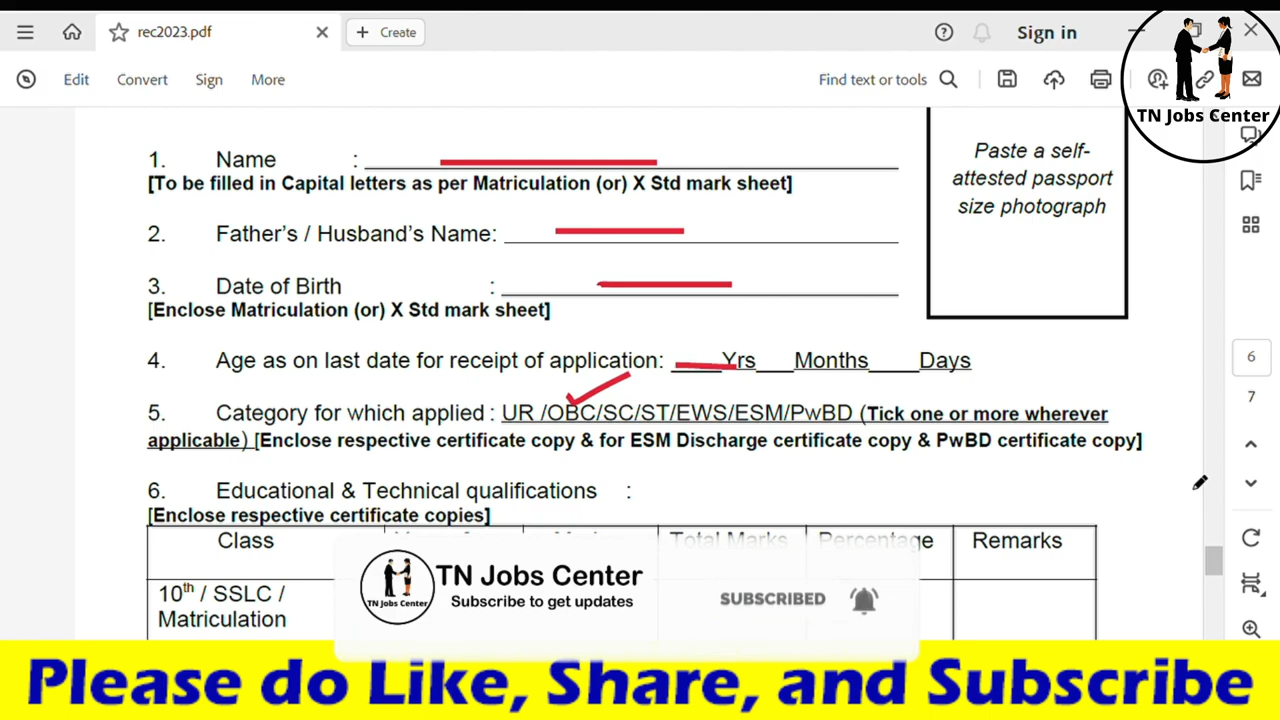 rec2023.pdf
Create
Sign in
Edit
Convert
Sign
More
Find text or tools
TN Jobs Center
1. Name :
[To be filled in Capital letters as per Matriculation (or) X Std mark sheet]
Paste a self-
attested passport
size photograph
2. Father's / Husband's Name:
3. Date of Birth :
[Enclose Matriculation (or) X Std mark sheet]
4. Age as on last date for receipt of application: ____Yrs___Months____Days
5. Category for which applied : UR /OBC/SC/ST/EWS/ESM/PwBD (Tick one or more wherever
applicable) [Enclose respective certificate copy & for ESM Discharge certificate copy & PwBD certificate copy]
6. Educational & Technical qualifications :
[Enclose respective certificate copies]
Class Total Marks Percentage Remarks
10th / SSLC /
Matriculation
6
7
TN Jobs Center
TN Jobs Center
Subscribe to get updates
SUBSCRIBED
Please do Like, Share, and Subscribe